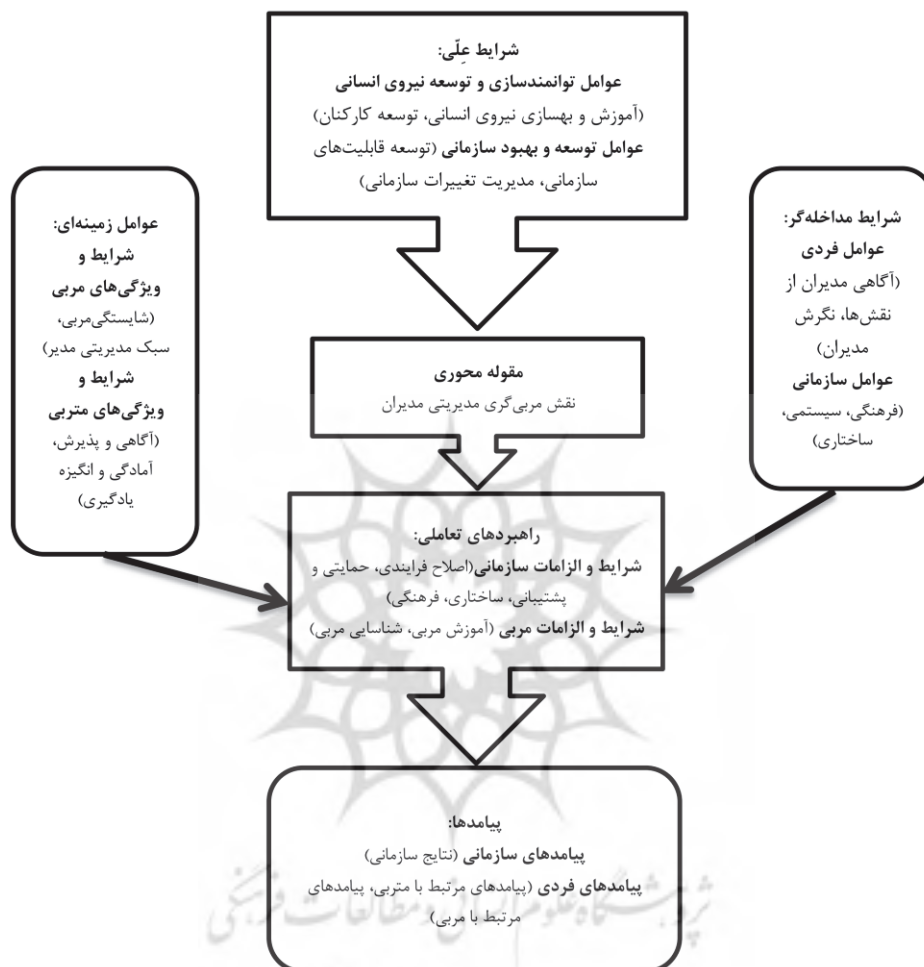 شرایط عِلّی:
عوامل توانمندسازی و توسعه نیروی انسانی
(آموزش و بهسازی نیروی انسانی، توسعه کارکنان)
عوامل توسعه و بهبود سازمانی (توسعه قابلیت‌های
سازمانی، مدیریت تغییرات سازمانی)
شرایط مداخله‌گر:
عوامل فردی
(آگاهی مدیران از
نقش‌ها، نگرش
مدیران)
عوامل سازمانی
(فرهنگی، سیستمی،
ساختاری)
عوامل زمینه‌ای:
شرایط و
ویژگی‌های مربی
(شایستگی‌مربی،
سبک مدیریتی مدیر)
شرایط و
ویژگی‌های متربی
(آگاهی و پذیرش،
آمادگی و انگیزه
یادگیری)
مقوله محوری
نقش مربی‌گری مدیریتی مدیران
راهبردهای تعاملی:
شرایط و الزامات سازمانی(اصلاح فرایندی، حمایتی و
پشتیبانی، ساختاری، فرهنگی)
شرایط و الزامات مربی (آموزش مربی، شناسایی مربی)
پیامدها:
پیامدهای سازمانی (نتایج سازمانی)
پیامدهای فردی (پیامدهای مرتبط با متربی، پیامدهای
مرتبط با مربی)
پژوهشگاه علوم انسانی و مطالعات فرهنگی